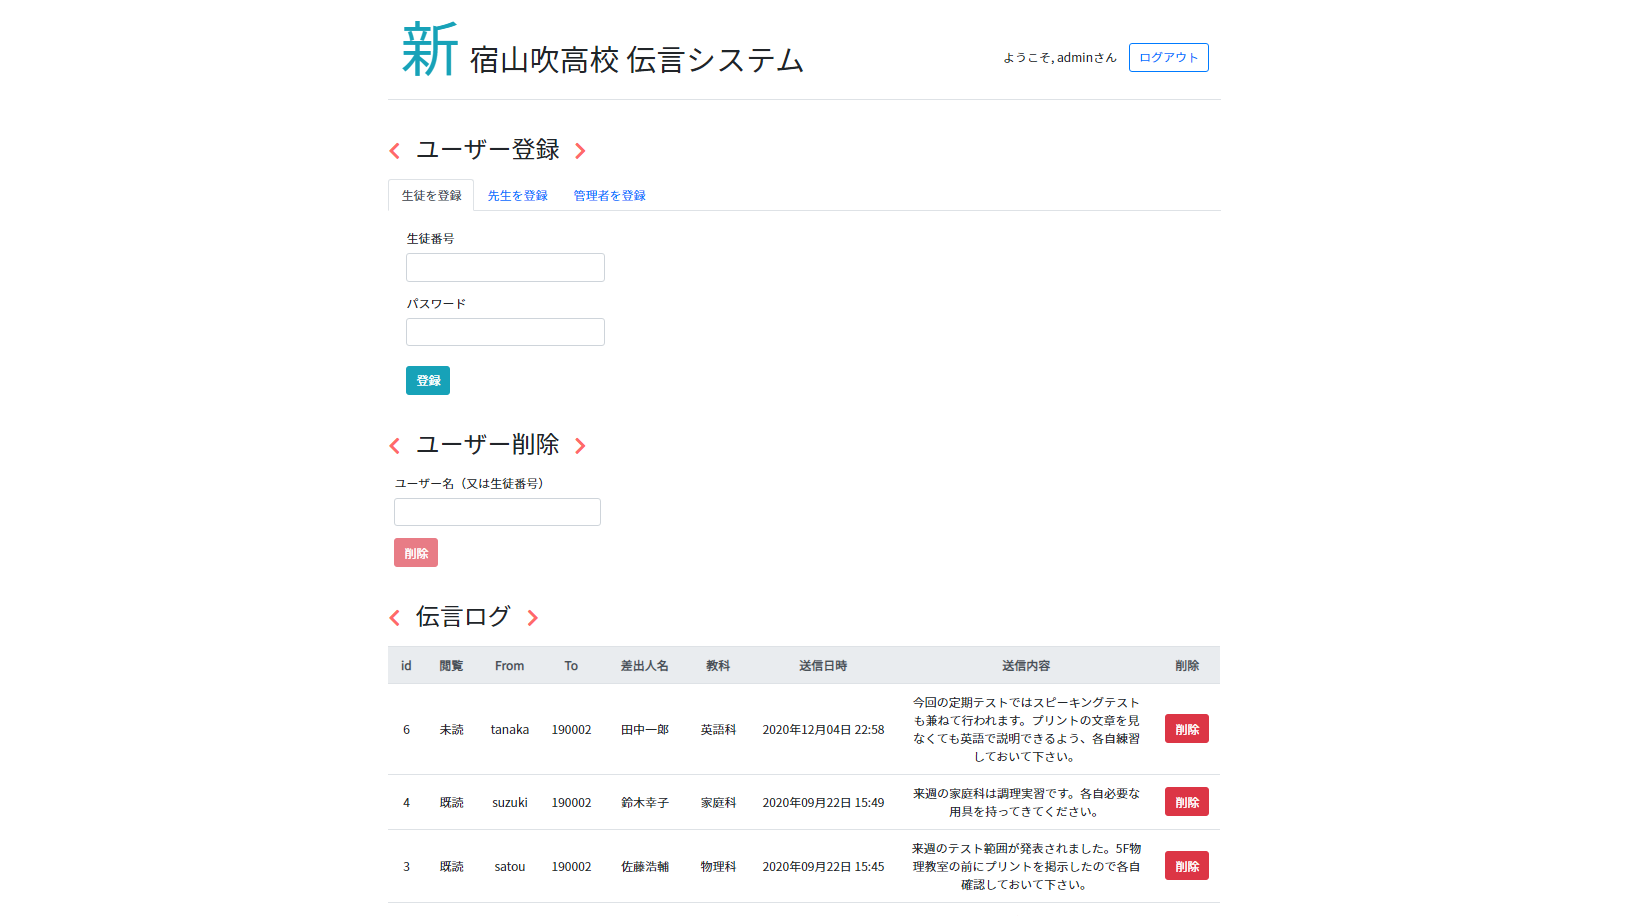 新 宿山吹高校 伝言システム
ようこそ, adminさん ログアウト
ユーザー登録
生徒を登録 先生を登録 管理者を登録
生徒番号
パスワード
登録
ユーザー削除
ユーザー名（又は生徒番号）
削除
伝言ログ
id 閲覧 From To 差出人名 教科 送信日時 送信内容 削除
6 未読 tanaka 190002 田中一郎 英語科 2020年12月04日 22:58
今回の定期テストではスピーキングテスト
も兼ねて行われます。プリントの文章を見
なくても英語で説明できるよう、各自練習
しておいて下さい。
削除
4 既読 suzuki 190002 鈴木幸子 家庭科 2020年09月22日 15:49
来週の家庭科は調理実習です。各自必要な
用具を持ってきてください。
削除
3 既読 satou 190002 佐藤浩輔 物理科 2020年09月22日 15:45
来週のテスト範囲が発表されました。5F物
理教室の前にプリントを掲示したので各自
確認しておいて下さい。
削除